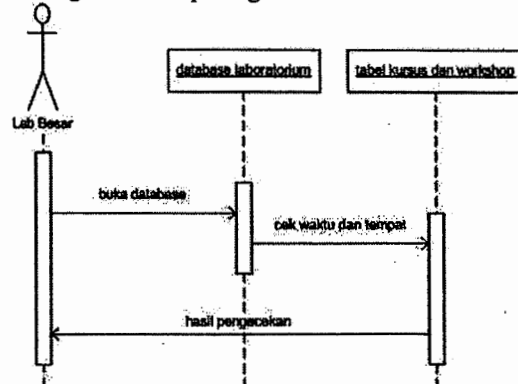 database laboratorium
tabel kursus dan workshop
Lab Besar
buka database
cek waktu dan tempat
hasil pengecekan